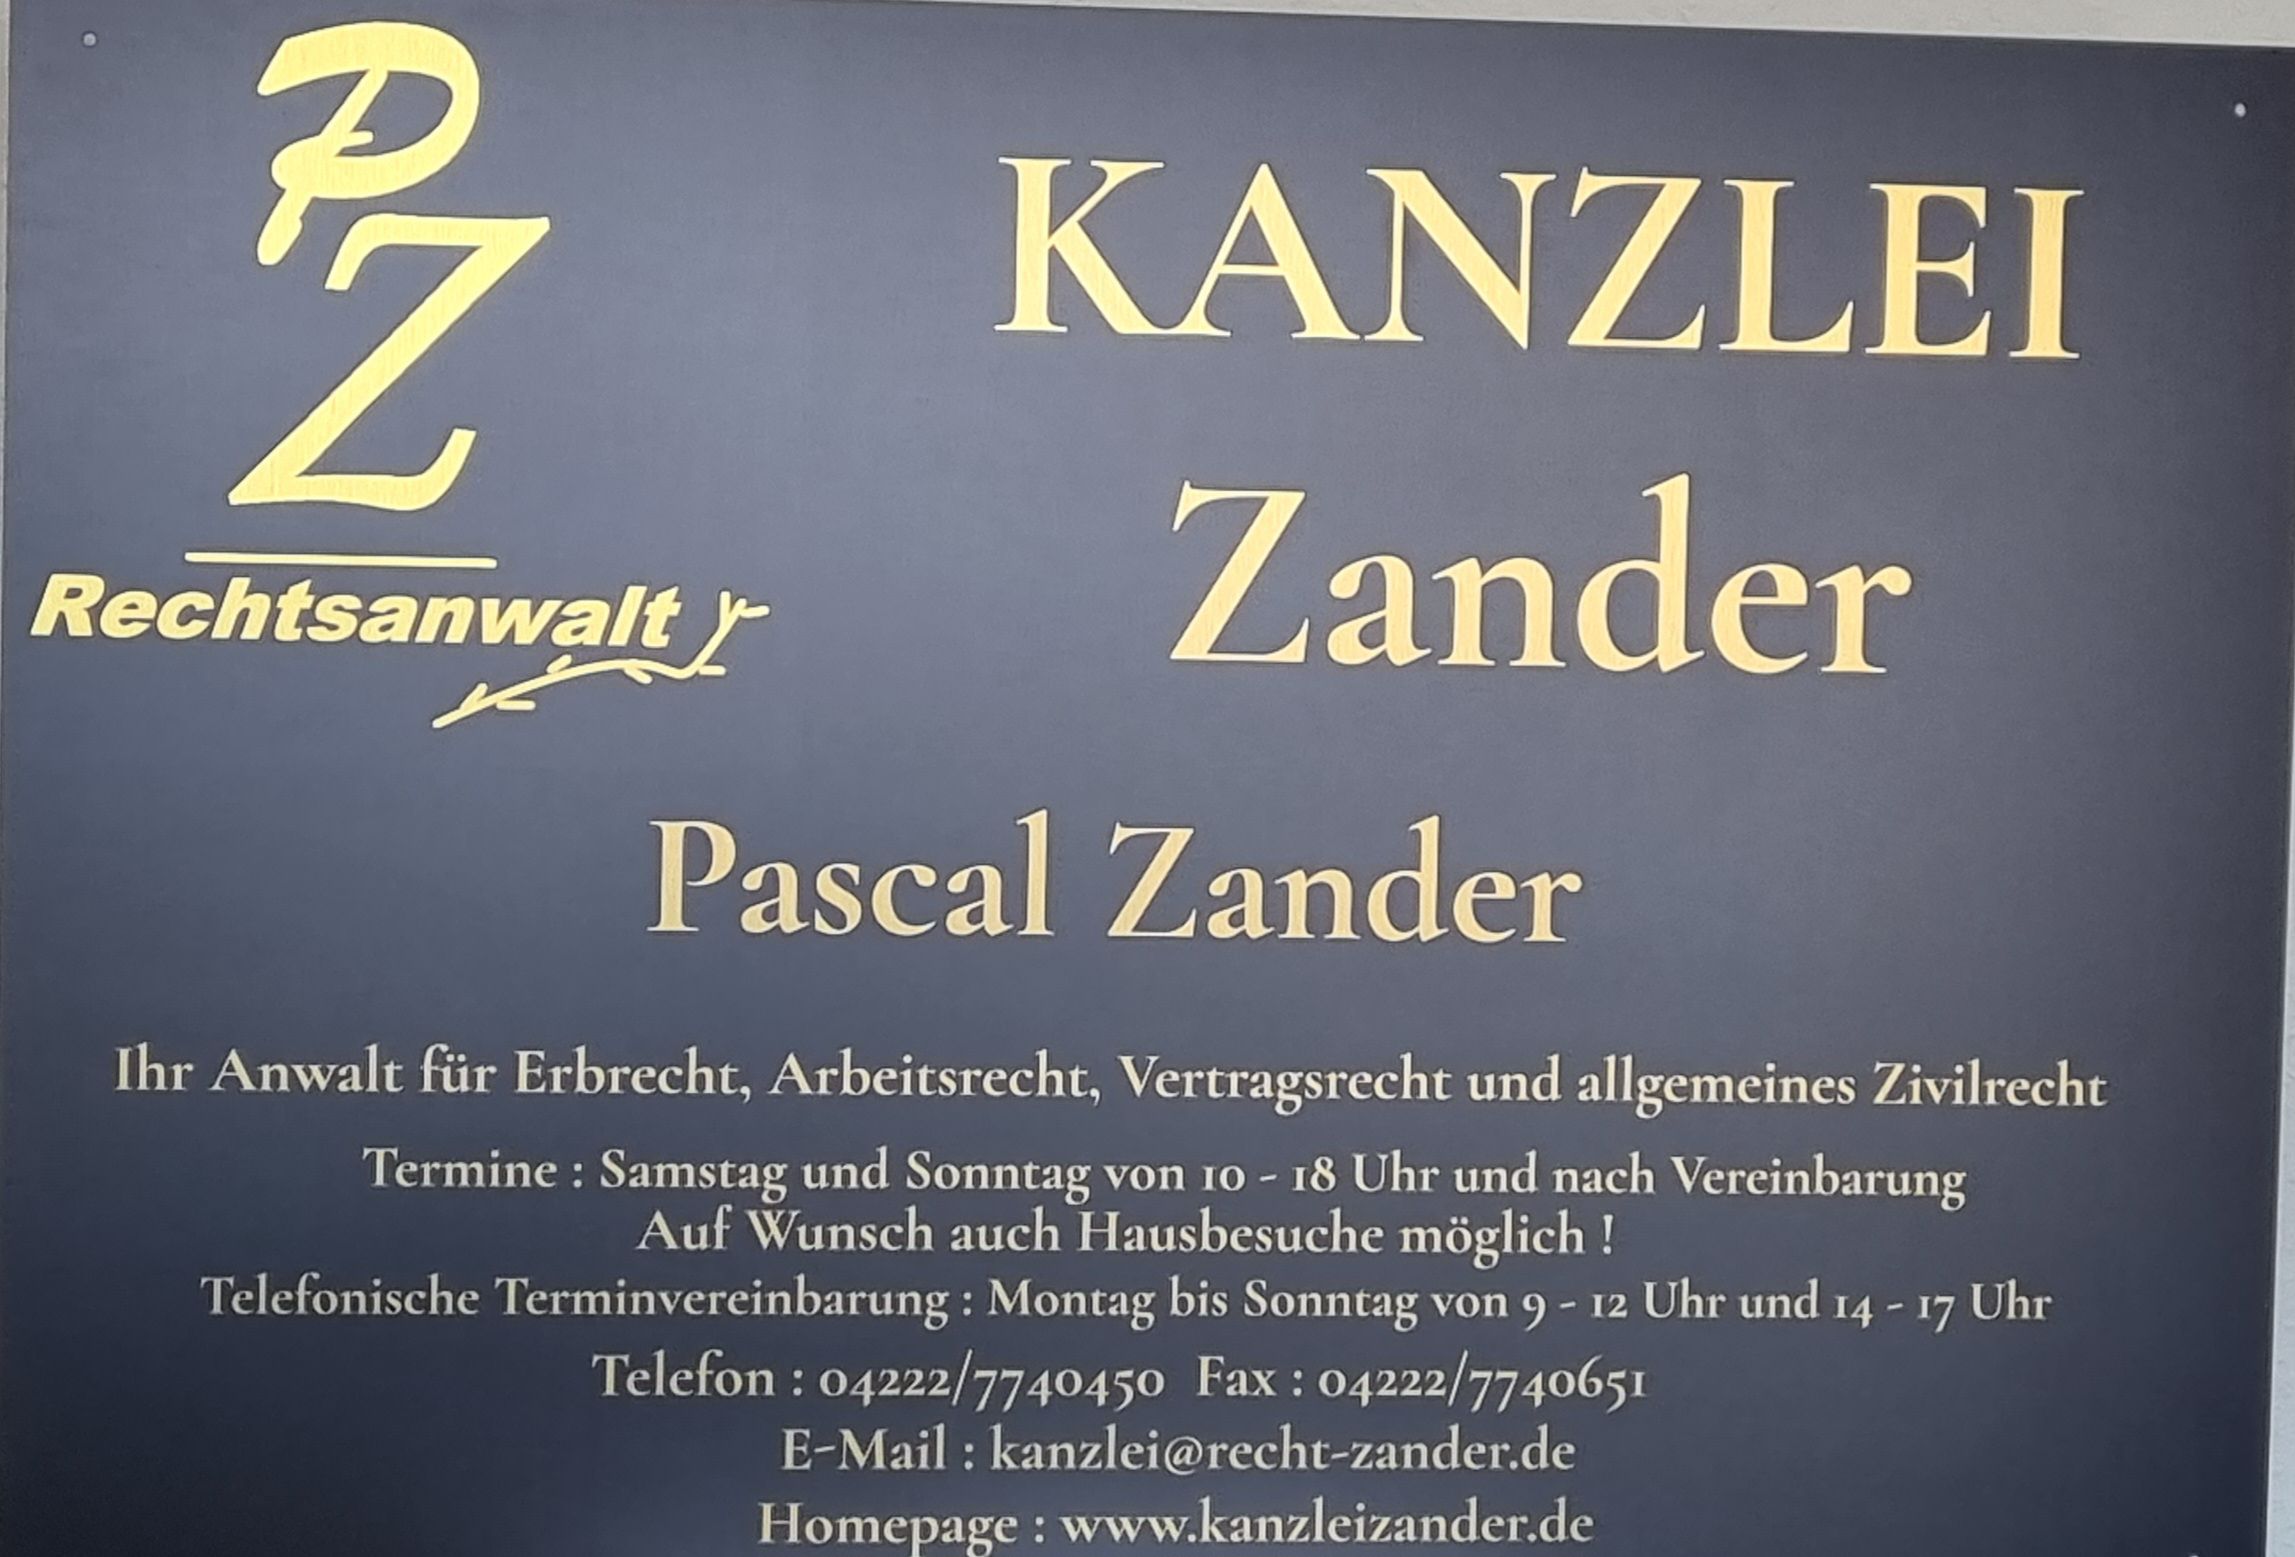 PZ
Rechtsanwalt
KANZLEI
Zander
Pascal Zander
Ihr Anwalt für Erbrecht, Arbeitsrecht, Vertragsrecht und allgemeines Zivilrecht
Termine : Samstag und Sonntag von 10 - 18 Uhr und nach Vereinbarung
Auf Wunsch auch Hausbesuche möglich !
Telefonische Terminvereinbarung : Montag bis Sonntag von 9 - 12 Uhr und 14 - 17 Uhr
Telefon : 04222/7740450 Fax : 04222/7740651
E-Mail : kanzlei@recht-zander.de
Homepage : www.kanzleizander.de